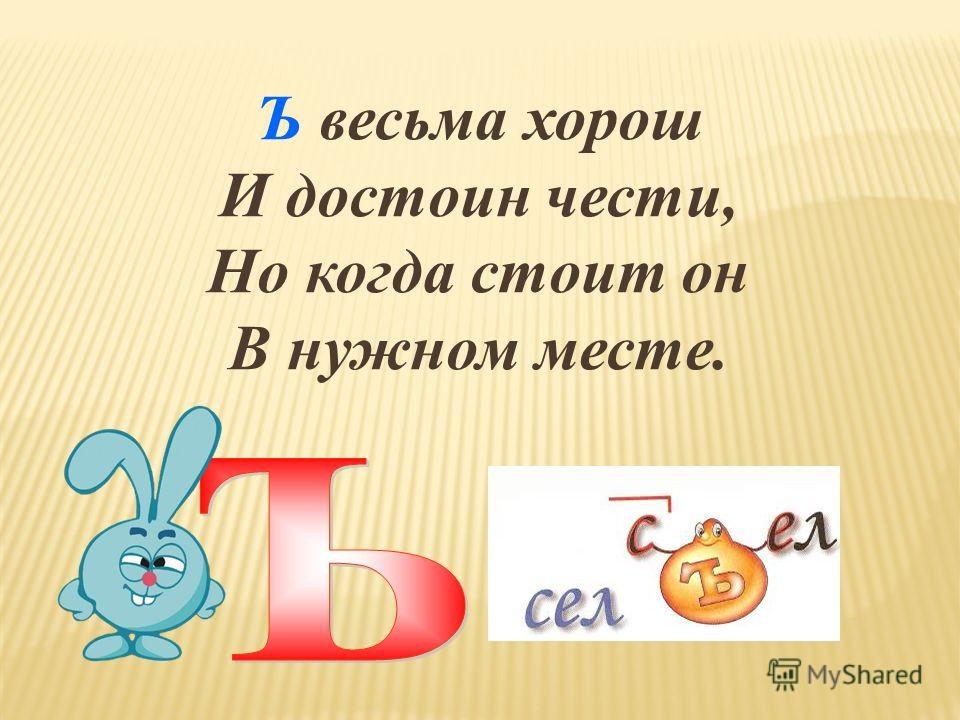 Ъ весьма хорош
И достоин чести,
Но когда стоит он
В нужном месте.
Ъ
с Ъ ел
сел
MyShared